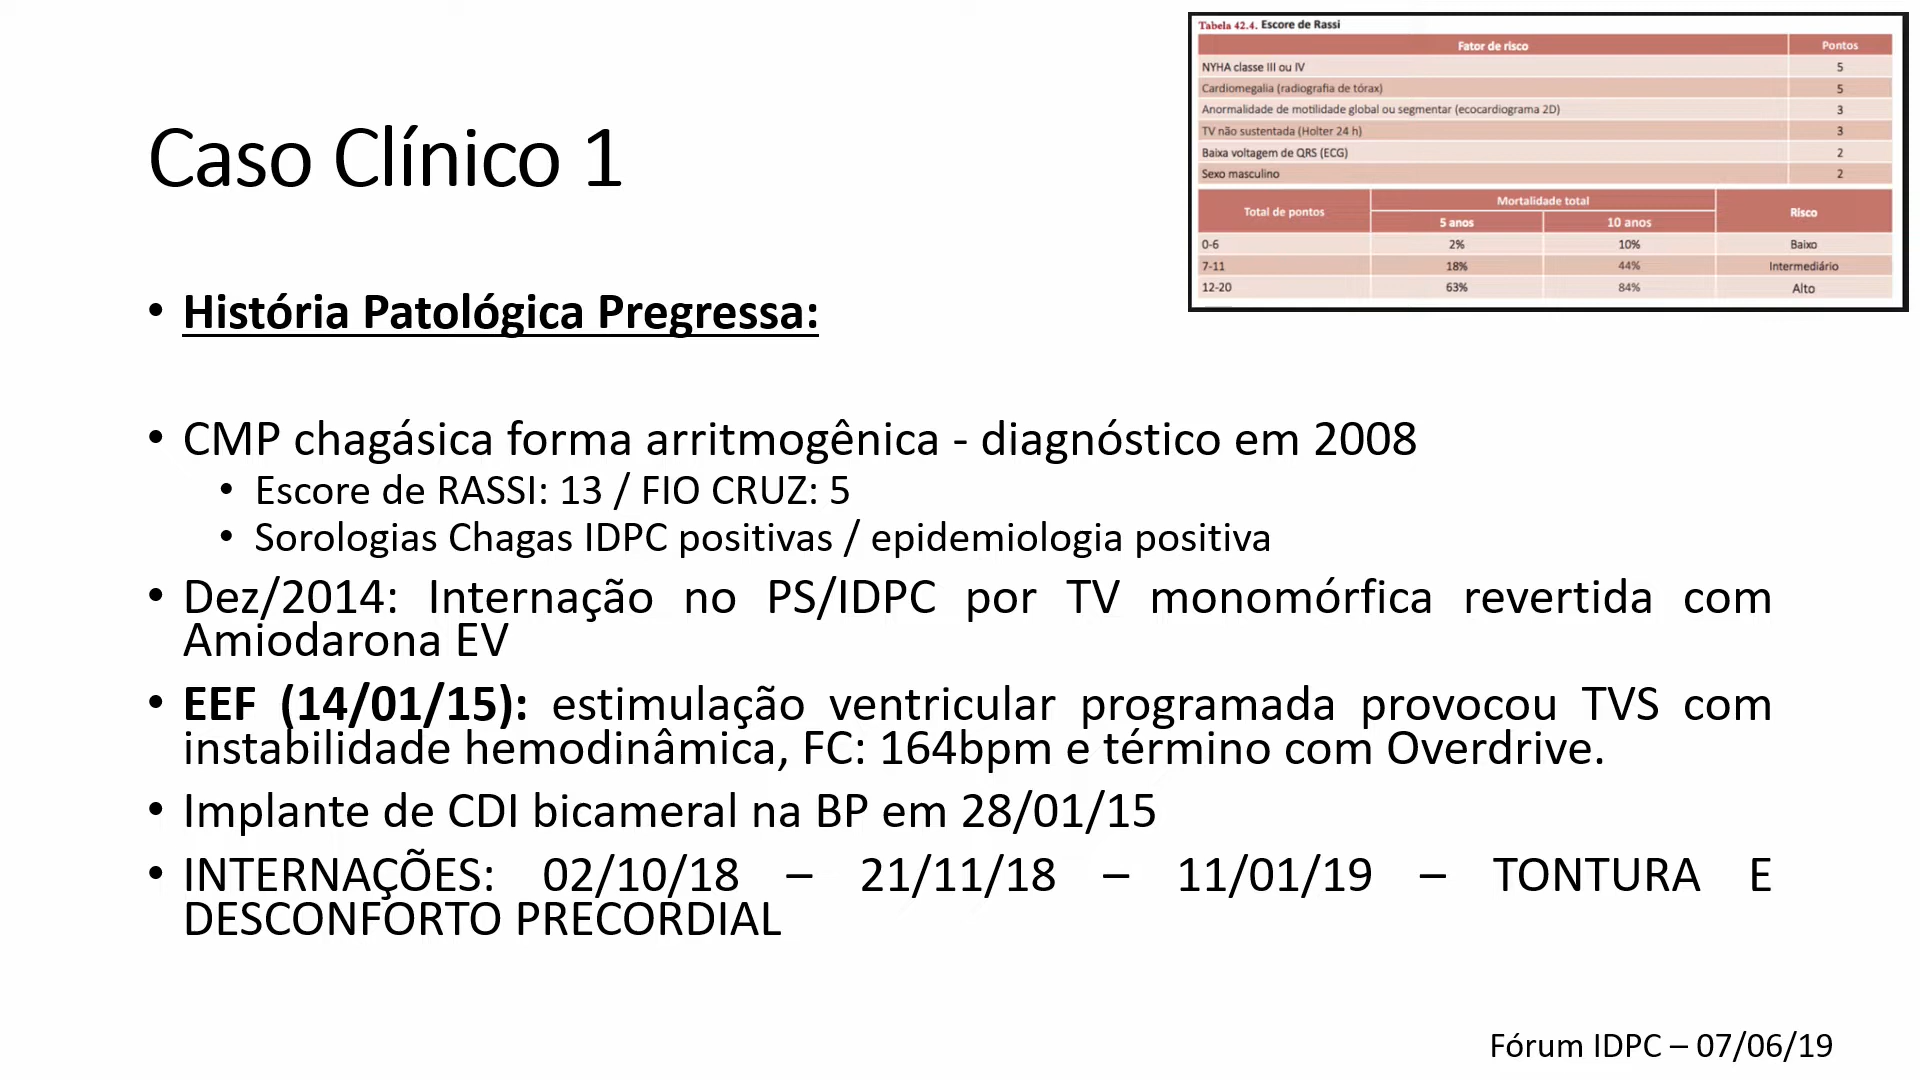 Tabela 42.4. Escore de Rassi
Fator de risco Pontos
NYHA classe III ou IV 5
Cardiomegalia (radiografia de tórax) 5
Anormalidade de motilidade global ou segmentar (ecocardiograma 2D) 3
TV não sustentada (Holter 24 h) 3
Baixa voltagem de QRS (ECG) 2
Sexo masculino 2
Total de pontos Mortalidade total Risco
5 anos 10 anos
0-6 2% 10% Baixo
7-11 18% 44% Intermediário
12-20 63% 84% Alto
Caso Clínico 1
• História Patológica Pregressa:
• CMP chagásica forma arritmogênica - diagnóstico em 2008
• Escore de RASSI: 13 / FIO CRUZ: 5
• Sorologias Chagas IDPC positivas / epidemiologia positiva
• Dez/2014: Internação no PS/IDPC por TV monomórfica revertida com
Amiodarona EV
• EEF (14/01/15): estimulação ventricular programada provocou TVS com
instabilidade hemodinâmica, FC: 164bpm e término com Overdrive.
• Implante de CDI bicameral na BP em 28/01/15
• INTERNAÇÕES: 02/10/18 – 21/11/18 – 11/01/19 – TONTURA E
DESCONFORTO PRECORDIAL
Fórum IDPC – 07/06/19